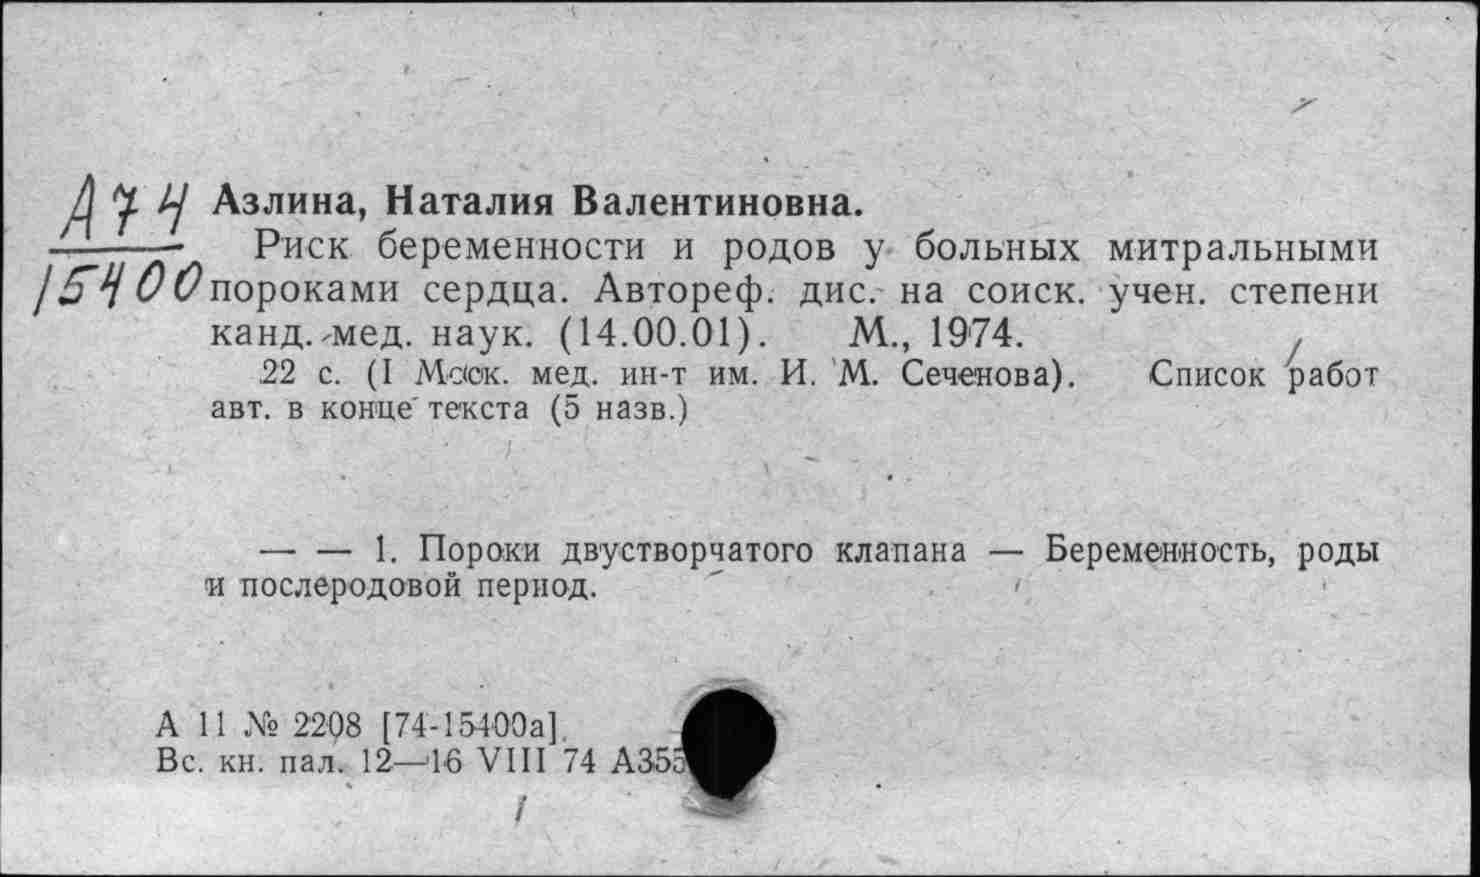 А74 Азлина, Наталия Валентиновна.
15400
Риск беременности и родов у больных митральными
пороками сердца. Автореф. дис. на соиск. учен. степени
канд. мед. наук. (14.00.01). М., 1974.
22 с. (I Моск. мед. ин-т им. И. М. Сеченова). Список работ
авт. в конце текста (5 назв.)
— — 1. Пороки двустворчатого клапана — Беременность, роды
и послеродовой период.
А 11 № 2208 [74-15400а].
Вс. кн. пал. 12—16 VIII 74 А355